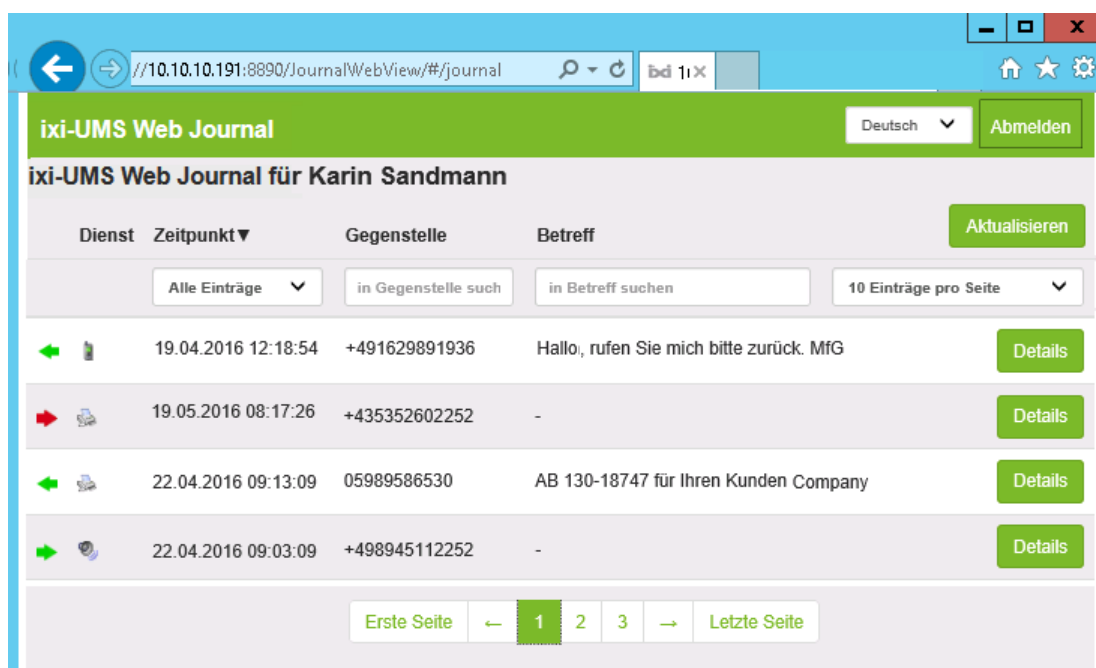 X
//10.10.10.191:8890/JournalWebView/#/journal
ixi-UMS Web Journal Deutsch Abmelden
ixi-UMS Web Journal für Karin Sandmann
Aktualisieren
Dienst Zeitpunkt▼ Gegenstelle Betreff
Alle Einträge in Gegenstelle such in Betreff suchen 10 Einträge pro Seite
19.04.2016 12:18:54 +491629891936 Hallo, rufen Sie mich bitte zurück. MfG Details
19.05.2016 08:17:26 +435352602252 - Details
22.04.2016 09:13:09 05989586530 AB 130-18747 für Ihren Kunden Company Details
22.04.2016 09:03:09 +498945112252 - Details
Erste Seite ← 1 2 3 → Letzte Seite